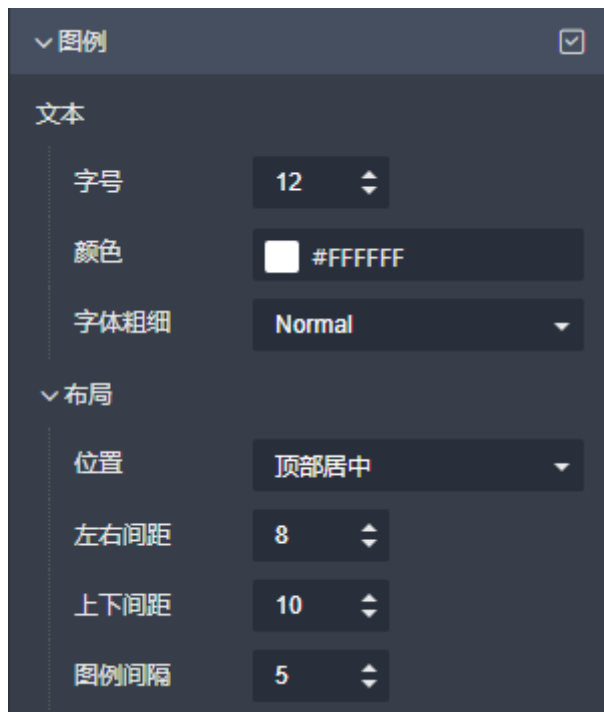 图例
文本
字号 12
颜色 #FFFFFF
字体粗细 Normal
布局
位置 顶部居中
左右间距 8
上下间距 10
图例间隔 5